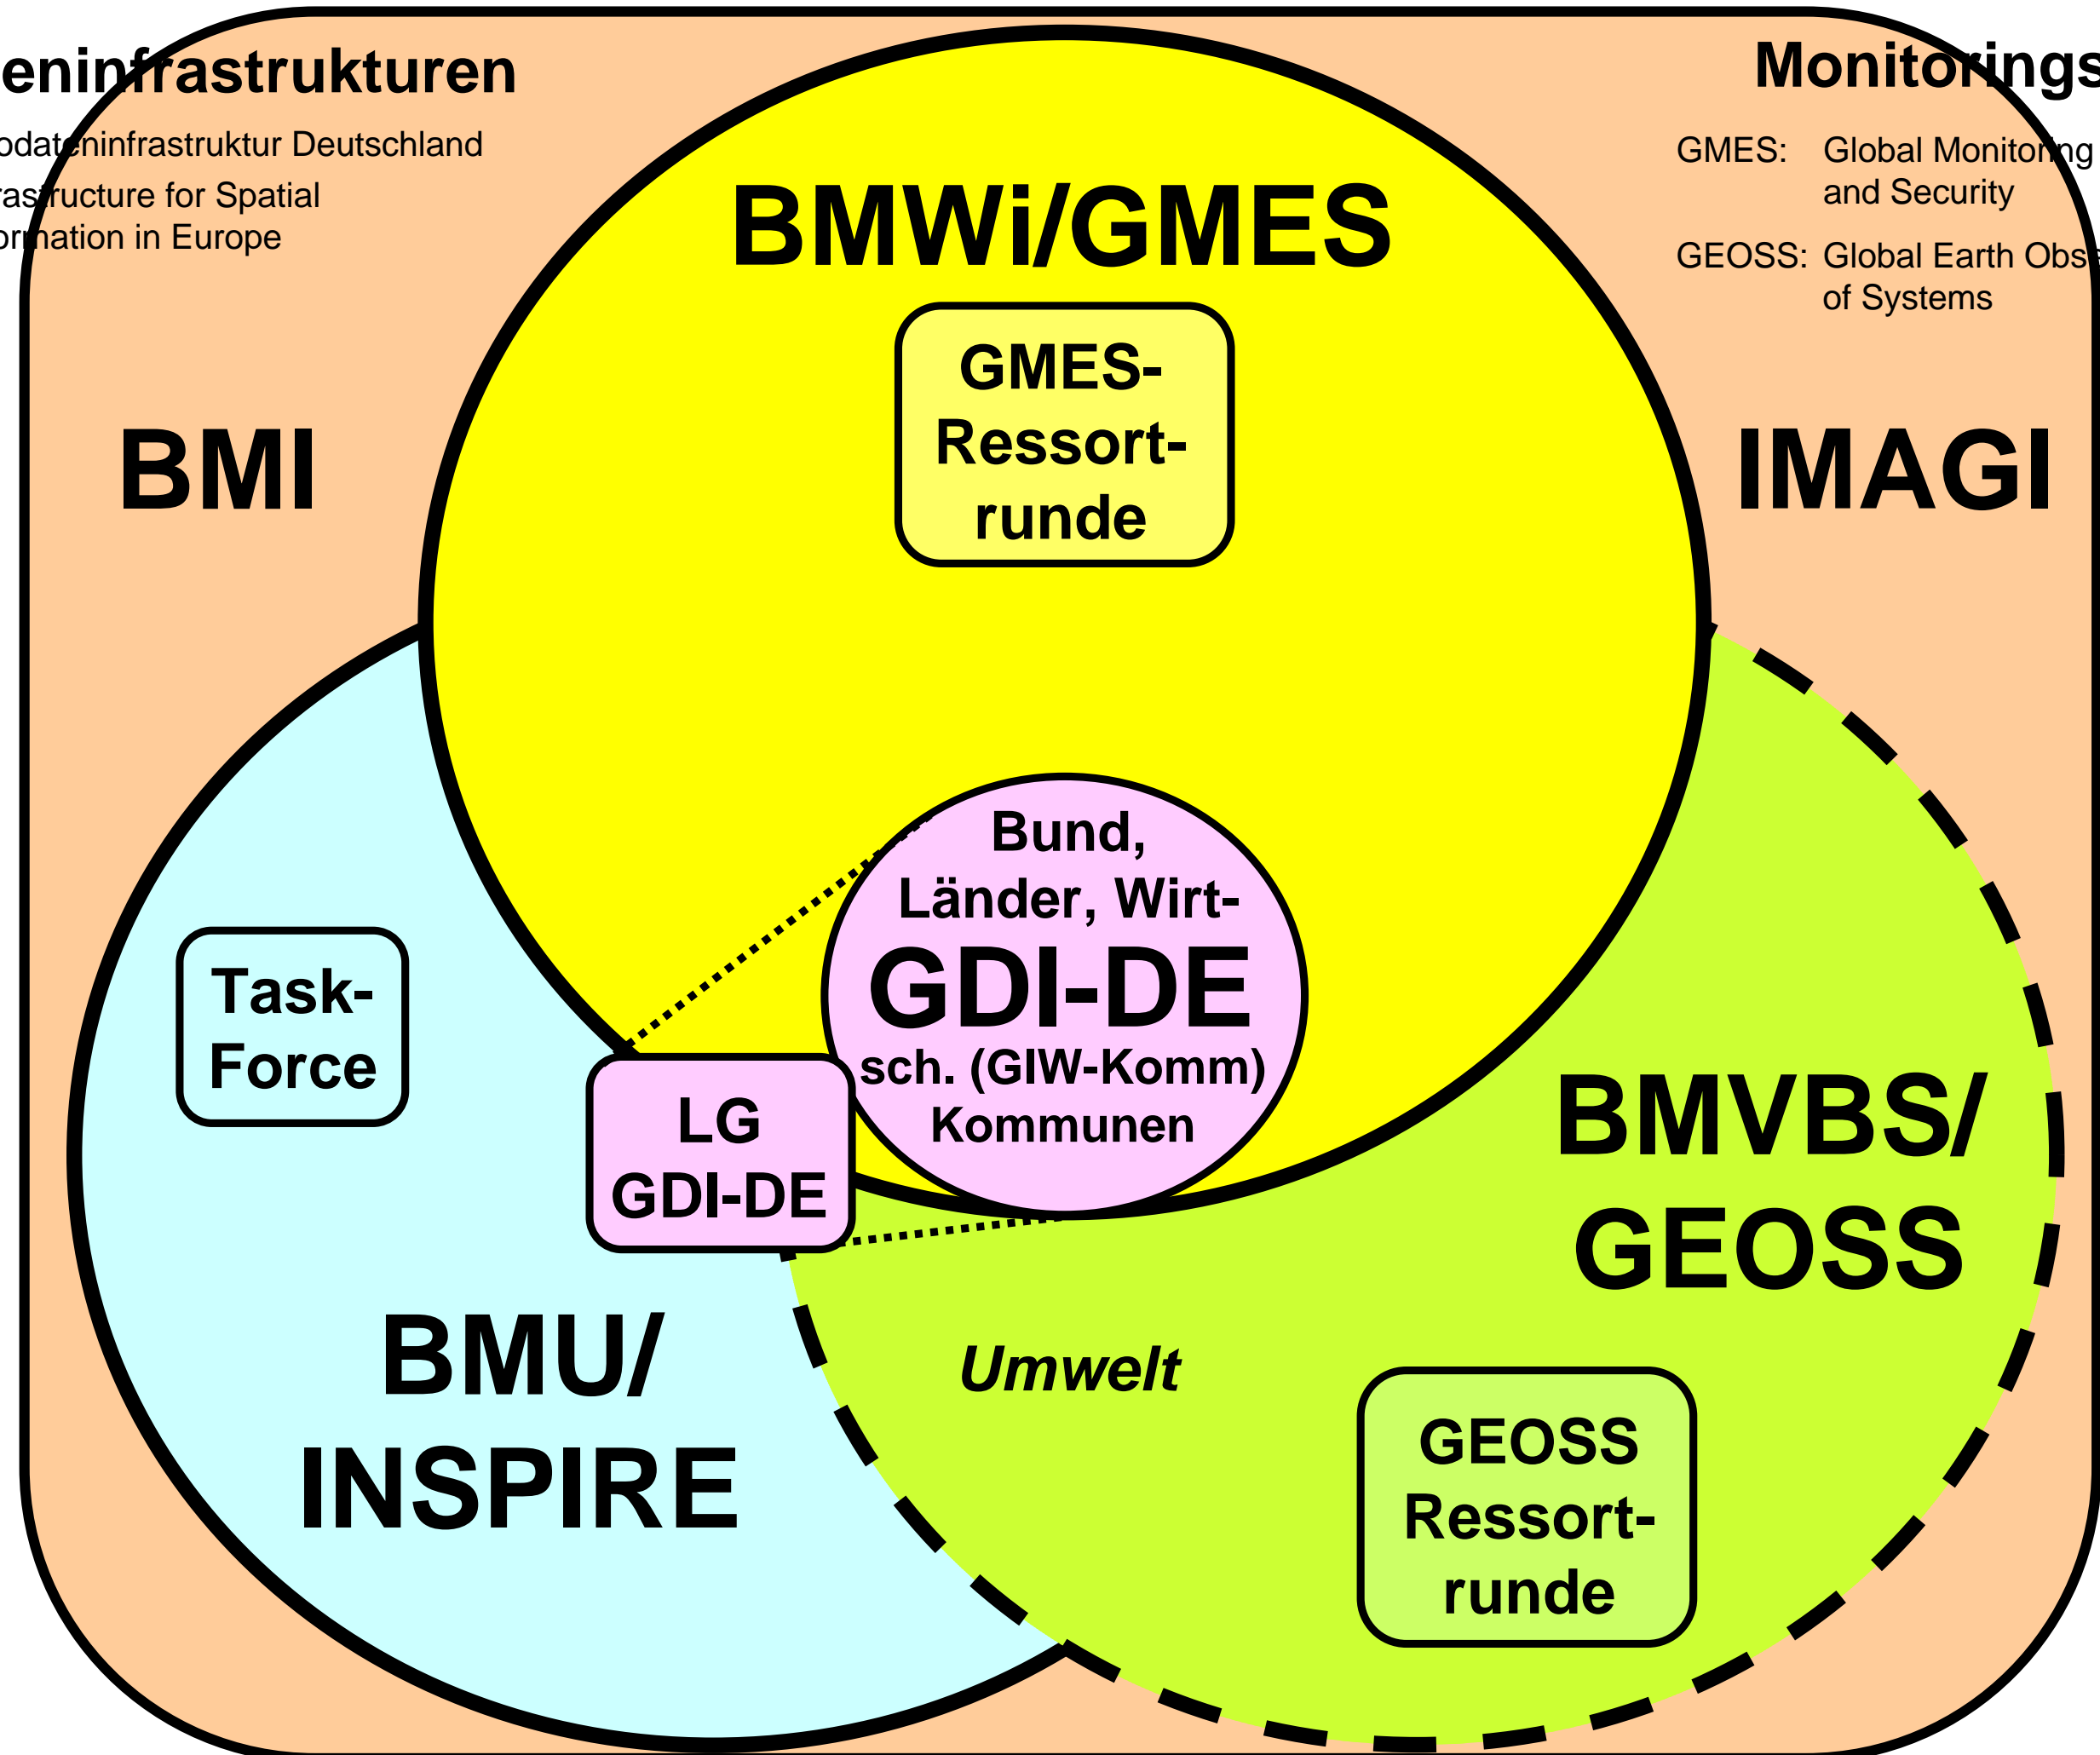 eninfrastrukturen
odateninfrastruktur Deutschland
rastructure for Spatial
ormation in Europe
Monitorings
GMES: Global Monitoring
and Security
GEOSS: Global Earth Obs
of Systems
BMWi/GMES
GMES-
Ressort-
runde
BMI
IMAGI
Bund,
Länder, Wirt-
GDI-DE
sch. (GIW-Komm)
Kommunen
Task-
Force
LG
GDI-DE
BMVBS/
GEOSS
BMU/
INSPIRE
Umwelt
GEOSS
Ressort-
runde